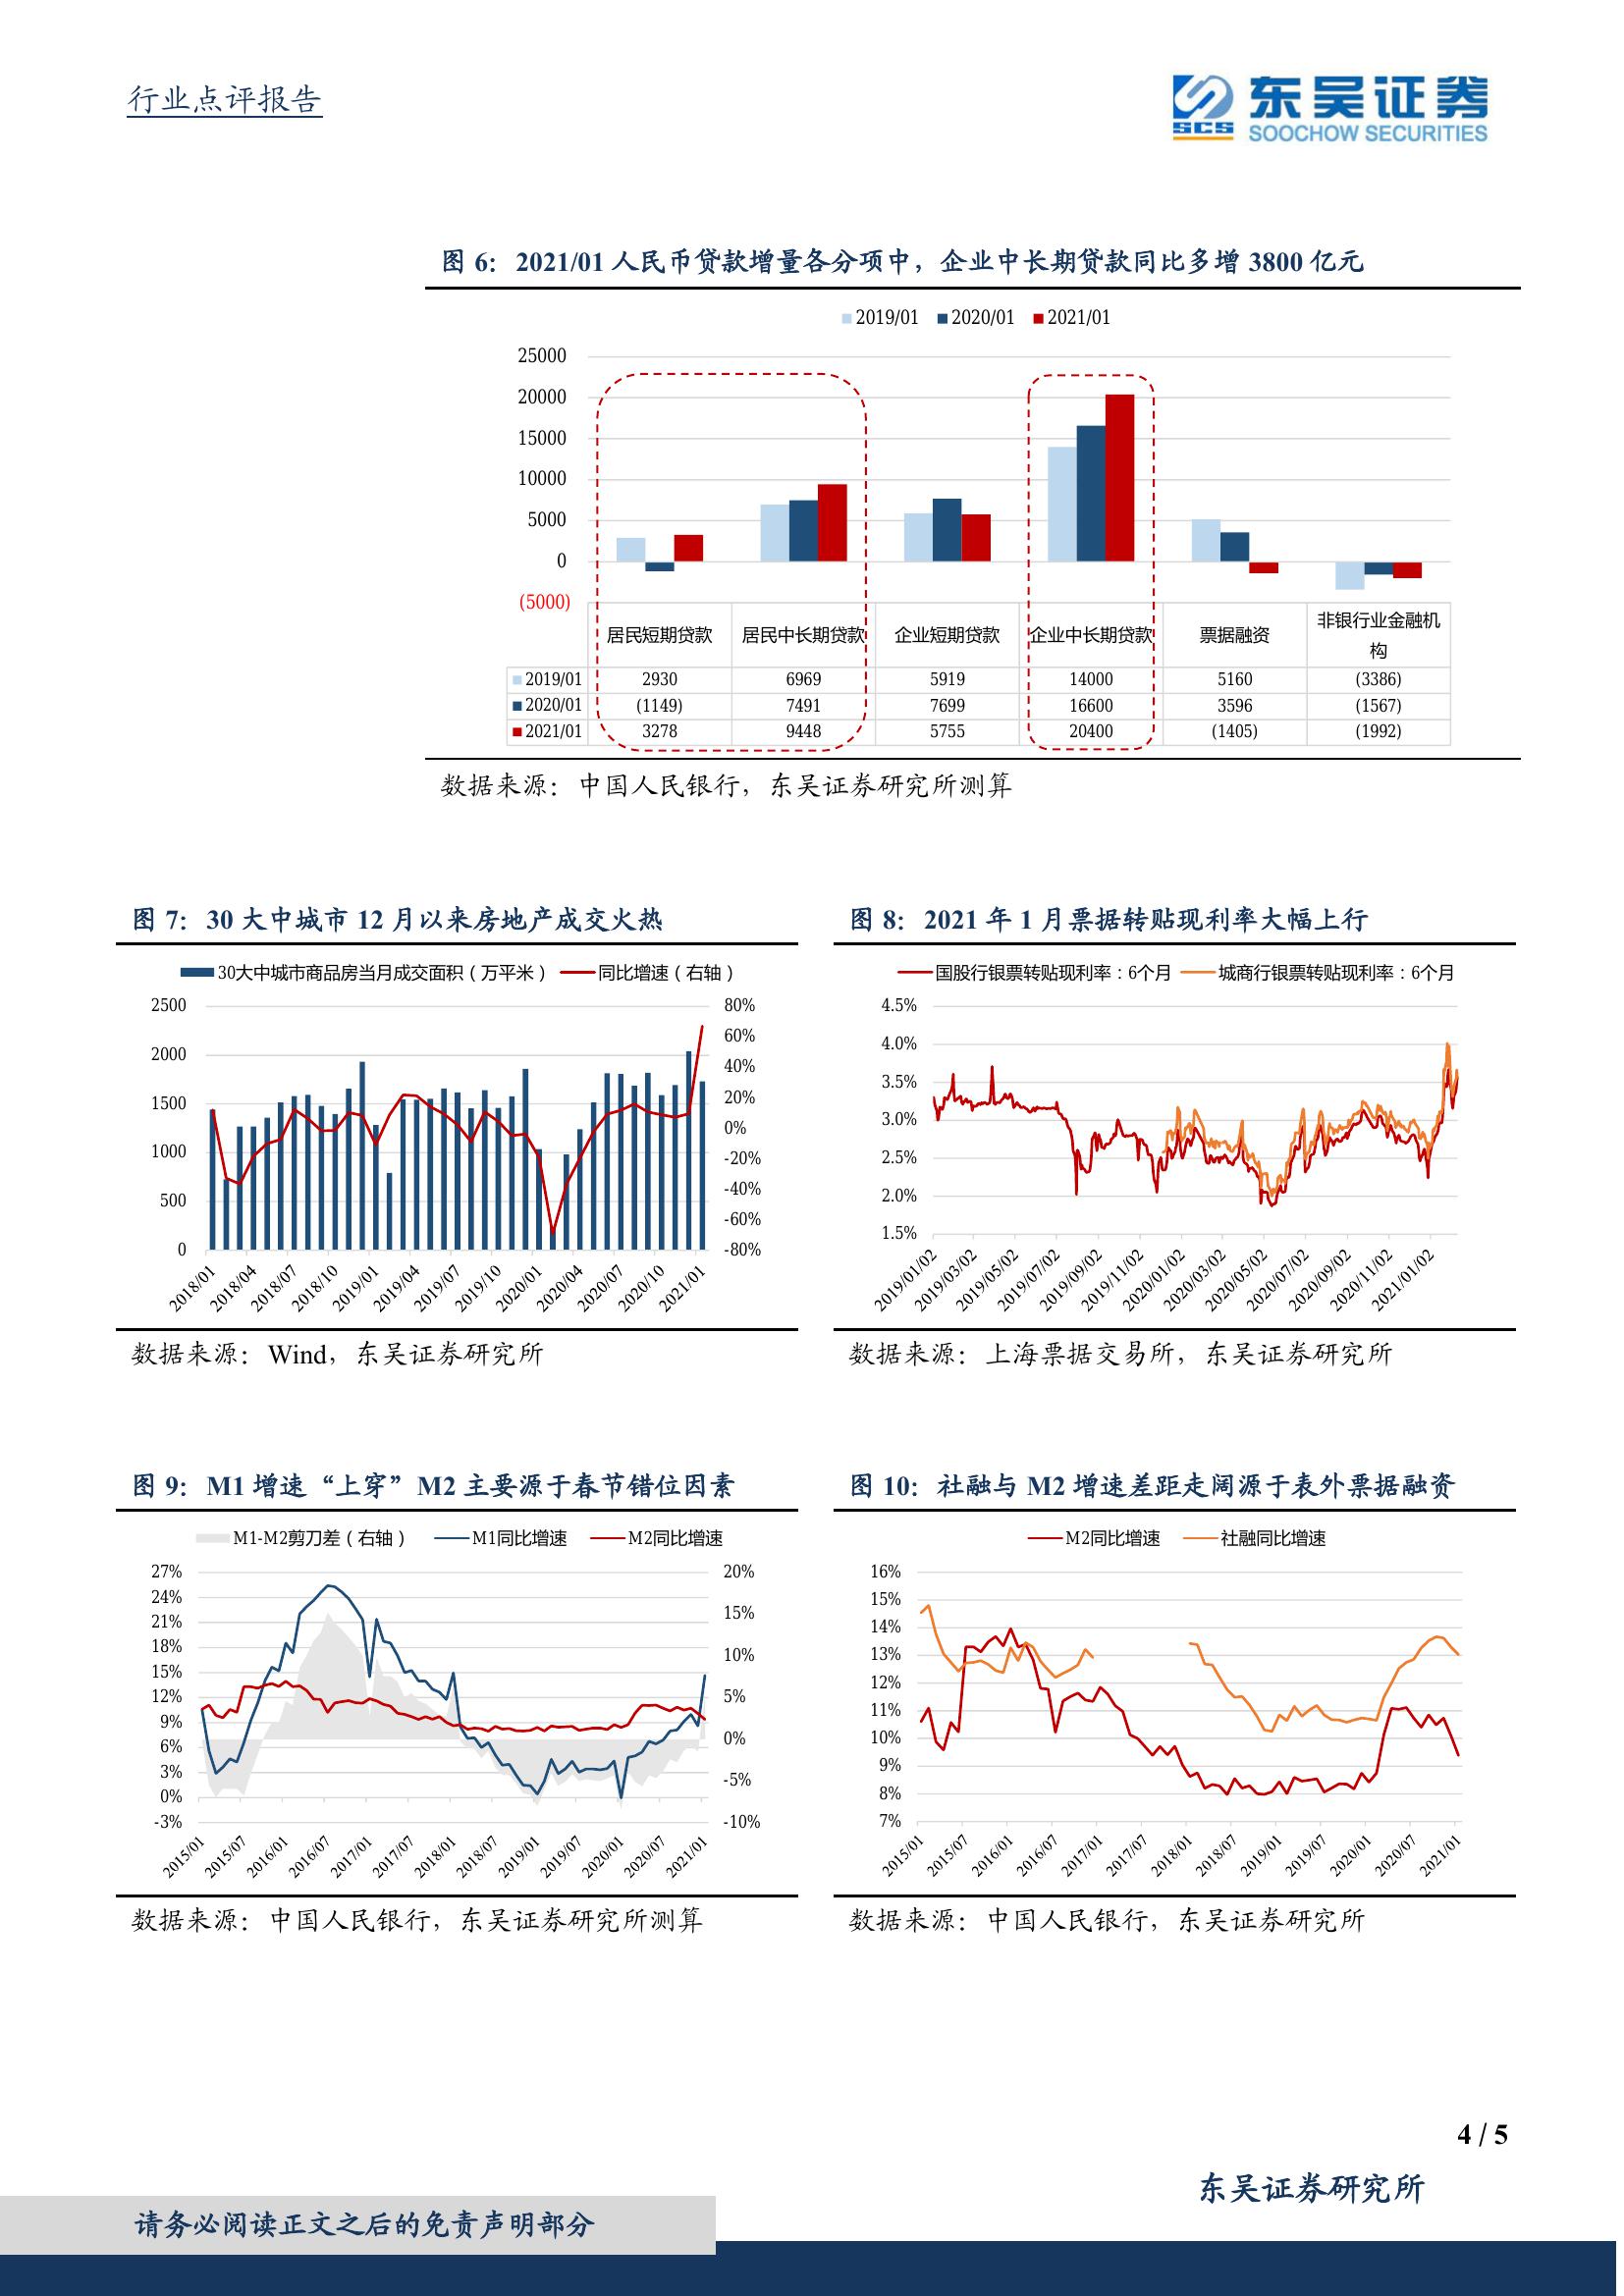 行业点评报告
SCS
东吴证券
SOOCHOW SECURITIES
图 6：2021/01 人民币贷款增量各分项中，企业中长期贷款同比多增 3800 亿元
2019/01 2020/01 2021/01
25000
20000
15000
10000
5000
0
(5000)
居民短期贷款 居民中长期贷款 企业短期贷款 企业中长期贷款 票据融资 非银行业金融机
构
2019/01 2930 6969 5919 14000 5160 (3386)
2020/01 (1149) 7491 7699 16600 3596 (1567)
2021/01 3278 9448 5755 20400 (1405) (1992)
数据来源：中国人民银行，东吴证券研究所测算
图 7：30 大中城市 12 月以来房地产成交火热
30大中城市商品房当月成交面积（万平米） 同比增速（右轴）
2500
2000
1500
1000
500
0
80%
60%
40%
20%
0%
-20%
-40%
-60%
-80%
2018/01 2018/04 2018/07 2018/10 2019/01 2019/04 2019/07 2019/10 2020/01 2020/04 2020/07 2020/10 2021/01
数据来源：Wind，东吴证券研究所
图 8：2021 年 1 月票据转贴现利率大幅上行
国股行银票转贴现利率：6个月 城商行银票转贴现利率：6个月
4.5%
4.0%
3.5%
3.0%
2.5%
2.0%
1.5%
2019/01/02 2019/03/02 2019/05/02 2019/07/02 2019/09/02 2019/11/02 2020/01/02 2020/03/02 2020/05/02 2020/07/02 2020/09/02 2020/11/02 2021/01/02
数据来源：上海票据交易所，东吴证券研究所
图 9：M1 增速“上穿”M2 主要源于春节错位因素
M1-M2剪刀差（右轴） M1同比增速 M2同比增速
27%
24%
21%
18%
15%
12%
9%
6%
3%
0%
-3%
20%
15%
10%
5%
0%
-5%
-10%
2015/01 2015/07 2016/01 2016/07 2017/01 2017/07 2018/01 2018/07 2019/01 2019/07 2020/01 2020/07 2021/01
数据来源：中国人民银行，东吴证券研究所测算
图 10：社融与 M2 增速差距走阔源于表外票据融资
M2同比增速 社融同比增速
16%
15%
14%
13%
12%
11%
10%
9%
8%
7%
2015/01 2015/07 2016/01 2016/07 2017/01 2017/07 2018/01 2018/07 2019/01 2019/07 2020/01 2020/07 2021/01
数据来源：中国人民银行，东吴证券研究所
4 / 5
东吴证券研究所
请务必阅读正文之后的免责声明部分